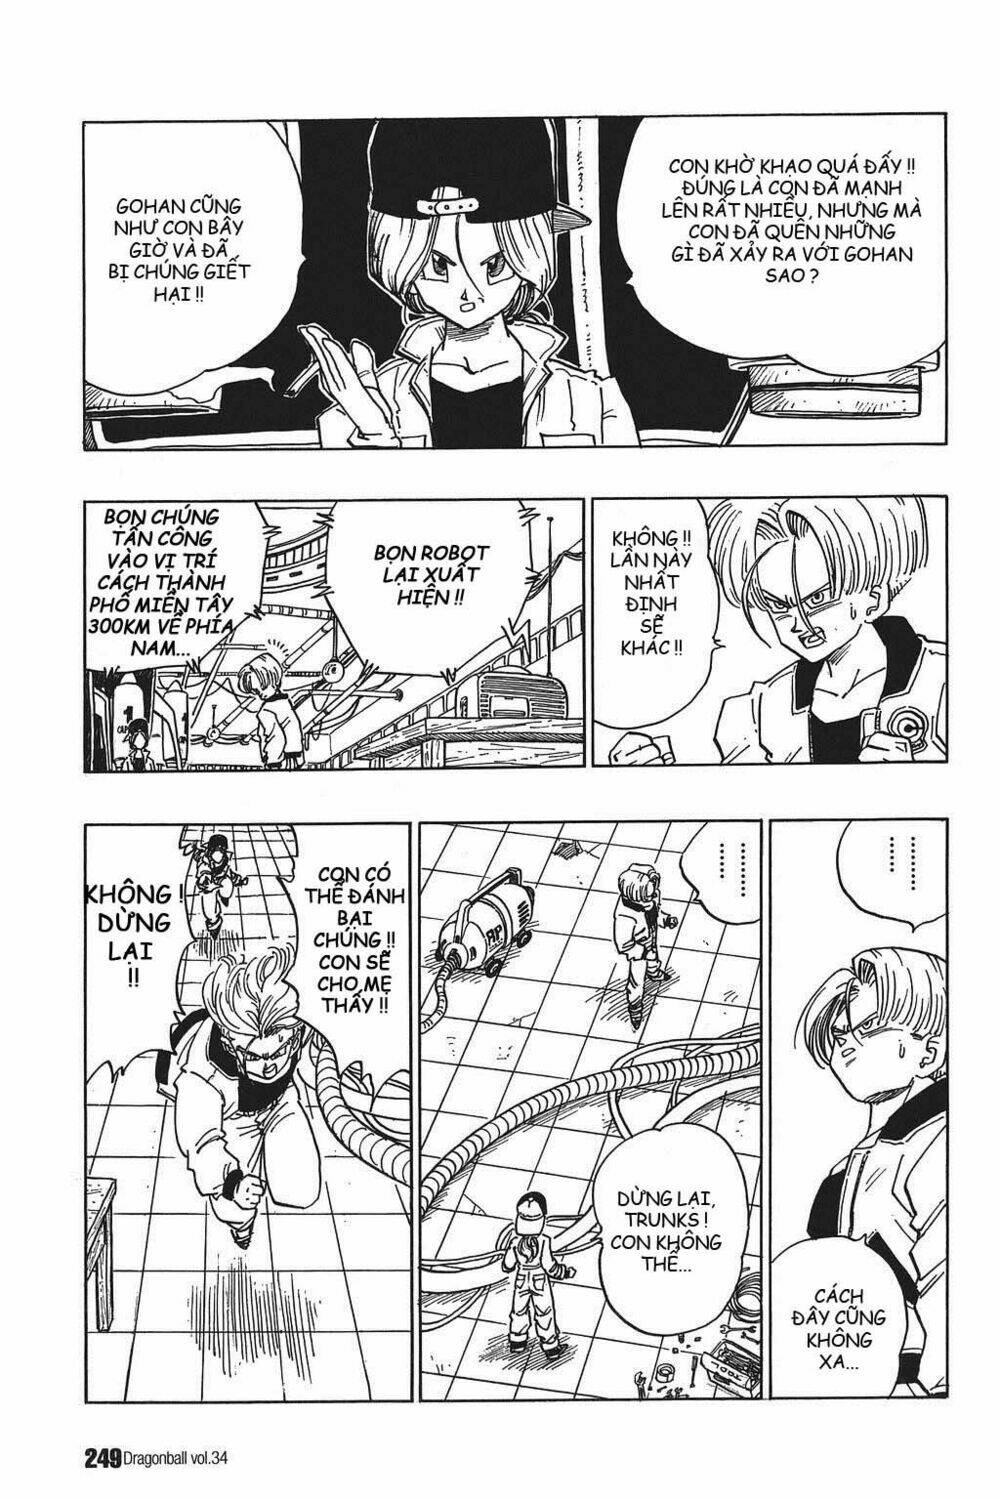 CON KHỜ KHẠO QUÁ ĐẤY !!
ĐÚNG LÀ CON ĐÃ MẠNH
LÊN RẤT NHIỀU, NHƯNG MÀ
CON ĐÃ QUÊN NHỮNG
GÌ ĐÃ XẢY RA VỚI GOHAN
SAO ?
GOHAN CŨNG
NHƯ CON BÂY
GIỜ VÀ ĐÃ
BỊ CHÚNG GIẾT
HẠI !!
KHÔNG !!
LẦN NÀY
NHẤT
ĐỊNH
SẼ
KHÁC !!
BỌN ROBOT
LẠI XUẤT
HIỆN !!
BỌN CHÚNG
TẤN CÔNG
VÀO VỊ TRÍ
CÁCH THÀNH
PHỐ MIỀN TÂY
300KM VỀ PHÍA
NAM...
1
CÁCH
ĐÂY CŨNG
KHÔNG
XA...
AP
DỪNG LẠI,
TRUNKS !
CON KHÔNG
THỂ...
CON CÓ
THỂ ĐÁNH
BẠI
CHÚNG !!
CON SẼ
CHO MẸ
THẤY !!
KHÔNG !
DỪNG
LẠI
!!
249 Dragonball vol.34